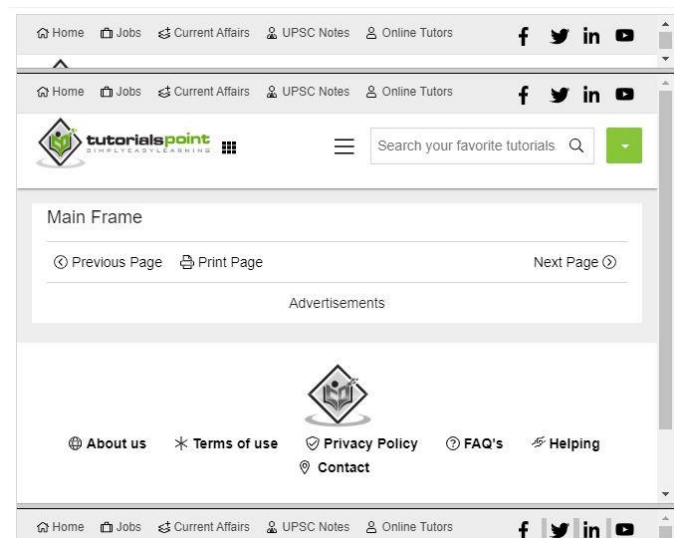 Home Jobs Current Affairs UPSC Notes Online Tutors
Home Jobs Current Affairs UPSC Notes Online Tutors
tutorialspoint
SIMPLYEASYLEARNING
Search your favorite tutorials
Main Frame
Previous Page Print Page Next Page
Advertisements
About us Terms of use Privacy Policy FAQ's Helping
Contact
Home Jobs Current Affairs UPSC Notes Online Tutors